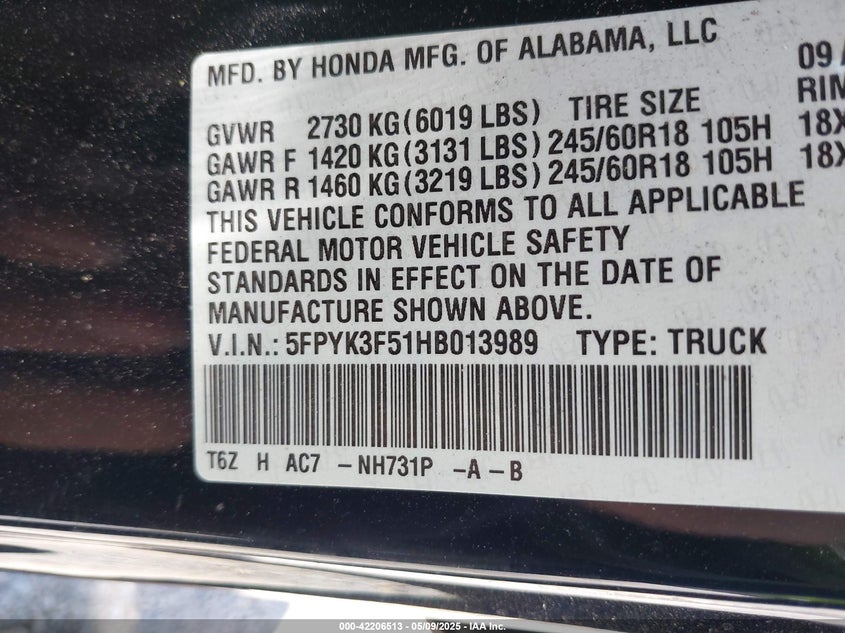 MFD. BY HONDA MFG. OF ALABAMA, LLC 09
GVWR 2730 KG(6019 LBS) TIRE SIZE RIM
GAWR F 1420 KG(3131 LBS) 245/60R18 105H 18X
GAWR R 1460 KG(3219 LBS) 245/60R18 105H 18X
THIS VEHICLE CONFORMS TO ALL APPLICABLE
FEDERAL MOTOR VEHICLE SAFETY
STANDARDS IN EFFECT ON THE DATE OF
MANUFACTURE SHOWN ABOVE.
V.I.N.: 5FPYK3F51HB013989 TYPE: TRUCK
T6Z H AC7 -NH731P -A -B
000-42206513 - 05/09/2025 - IAA Inc.